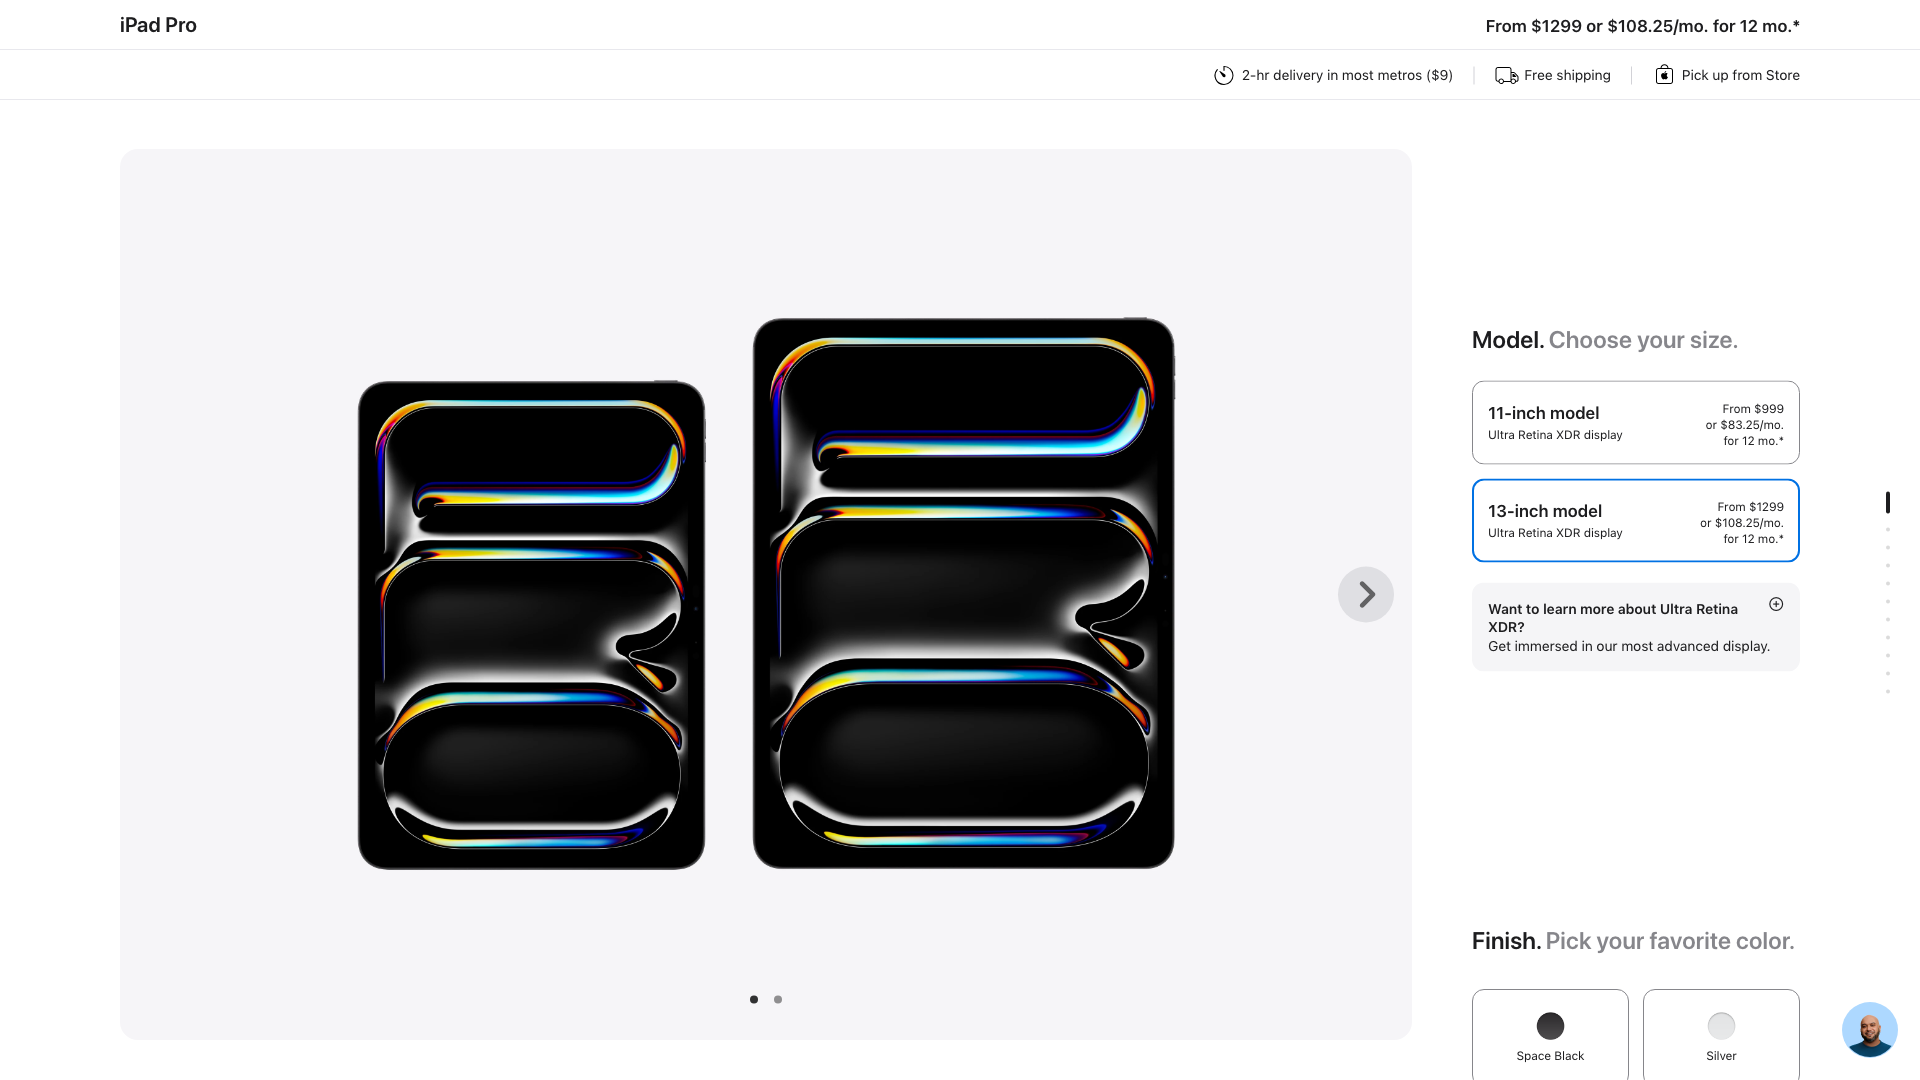 iPad Pro
From $1299 or $108.25/mo. for 12 mo.*
2-hr delivery in most metros ($9)
Free shipping
Pick up from Store
Model. Choose your size.
11-inch model
Ultra Retina XDR display
From $999
or $83.25/mo.
for 12 mo.*
13-inch model
Ultra Retina XDR display
From $1299
or $108.25/mo.
for 12 mo.*
Want to learn more about Ultra Retina
XDR?
Get immersed in our most advanced display.
Finish. Pick your favorite color.
Space Black
Silver